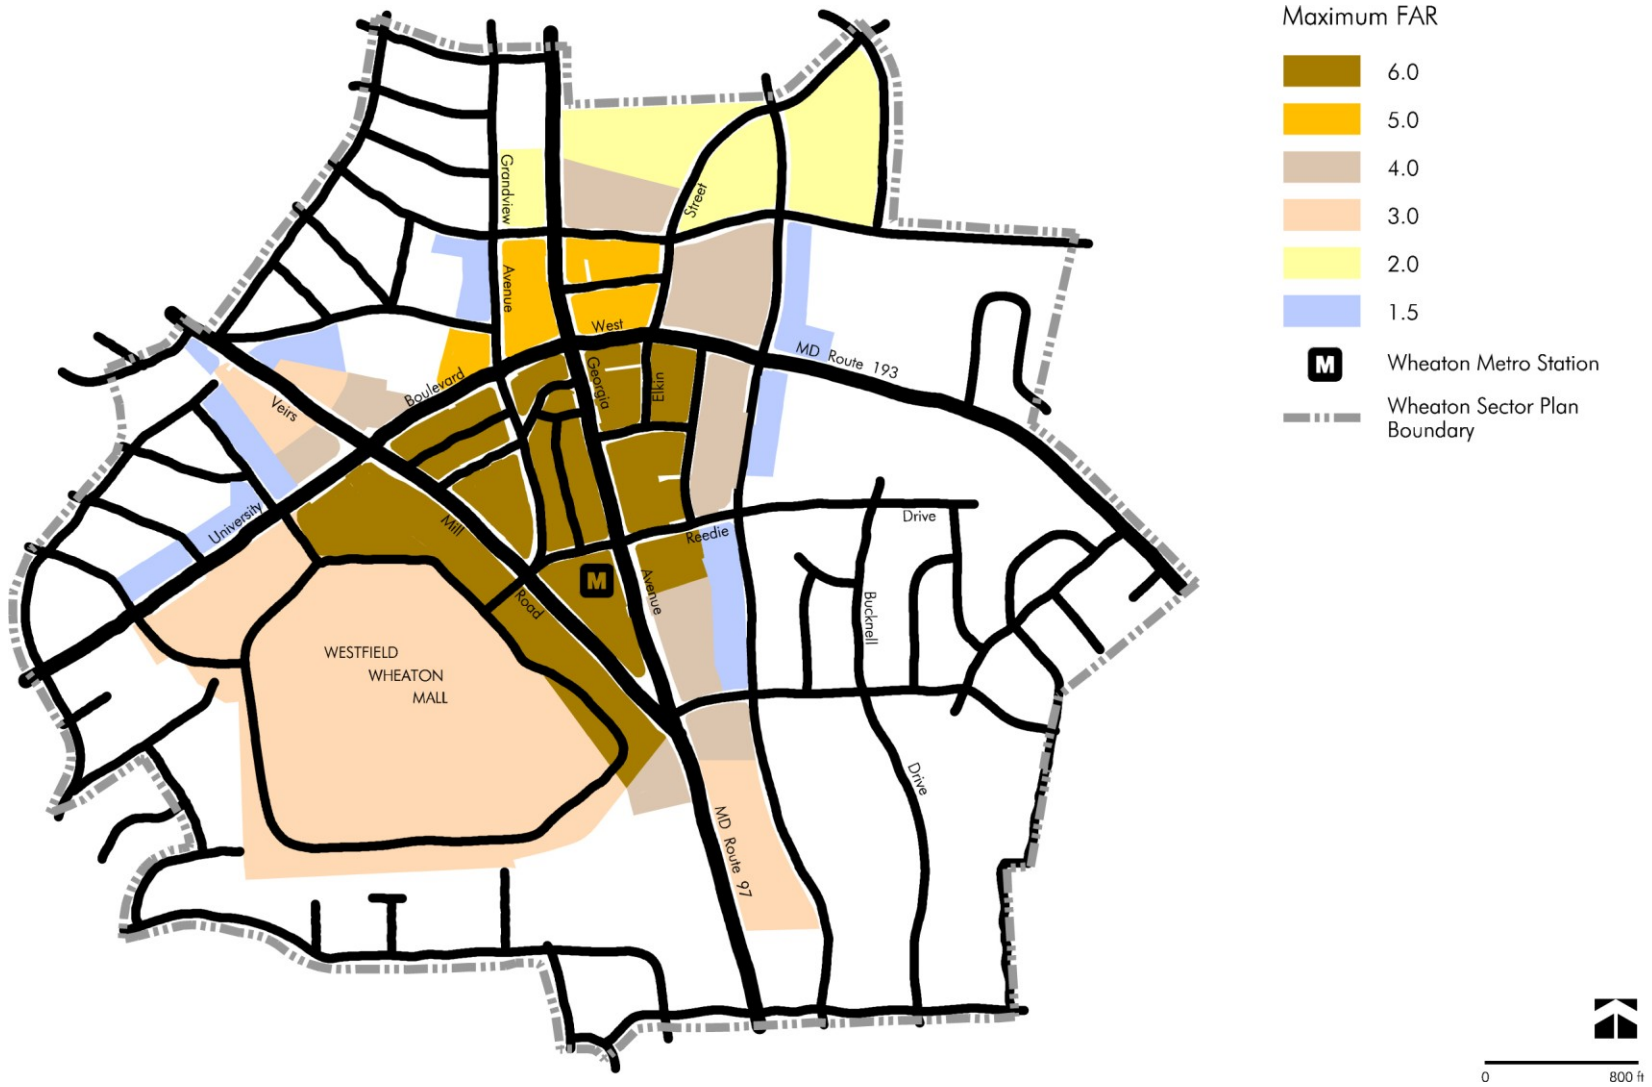 Maximum FAR
6.0
5.0
4.0
3.0
2.0
1.5
M
Wheaton Metro Station
Wheaton Sector Plan
Boundary
Grandview
Street
Avenue
West
MD Route 193
Boulevard
Georgia
Elkin
Veirs
University
Mill
Drive
Reedie
M
Road
Avenue
Bucknell
WESTFIELD
WHEATON
MALL
Drive
MD Route 97
0
800 ft